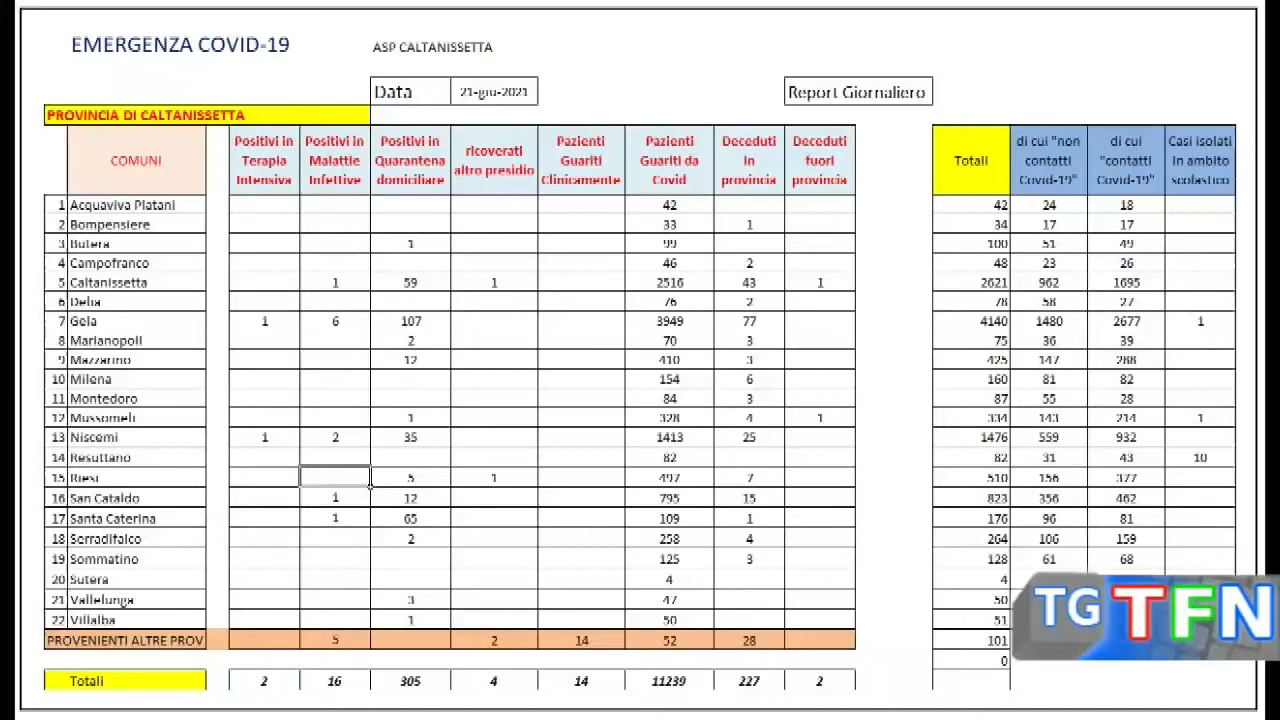 EMERGENZA COVID-19 ASP CALTANISSETTA
Data 21-giu-2021 Report Giornaliero
PROVINCIA DI CALTANISSETTA
COMUNI Positivi in Terapia Intensiva Positivi in Malattie Infettive Positivi in Quarantena domiciliare ricoverati altro presidio Pazienti Guariti Clinicamente Pazienti Guariti da Covid Deceduti in provincia Deceduti fuori provincia Totali di cui "non contatti Covid-19" di cui "contatti Covid-19" Casi isolati in ambito scolastico
1 Acquaviva Platani 42 42 24 18
2 Bompensiere 33 1 34 17 17
3 Butera 1 99 100 51 49
4 Campofranco 46 2 48 23 26
5 Caltanissetta 1 59 1 2516 43 1 2621 962 1695
6 Delia 76 2 78 58 27
7 Gela 1 6 107 3949 77 4140 1480 2677 1
8 Marianopoli 2 70 3 75 36 39
9 Mazzarino 12 410 3 425 147 288
10 Milena 154 6 160 81 82
11 Montedoro 84 3 87 55 28
12 Mussomeli 1 328 4 1 334 143 214 1
13 Niscemi 1 2 35 1413 25 1476 559 932
14 Resuttano 82 82 31 43 10
15 Riesi 5 1 497 7 510 156 377
16 San Cataldo 1 12 795 15 823 356 462
17 Santa Caterina 1 65 109 1 176 96 81
18 Serradifalco 2 258 4 264 106 159
19 Sommatino 125 3 128 61 68
20 Sutera 4 4
21 Vallelunga 3 47 50
22 Villalba 1 50 51
PROVENIENTI ALTRE PROV 5 2 14 52 28 101
0
Totali 2 16 305 4 14 11239 227 2
TG TFN